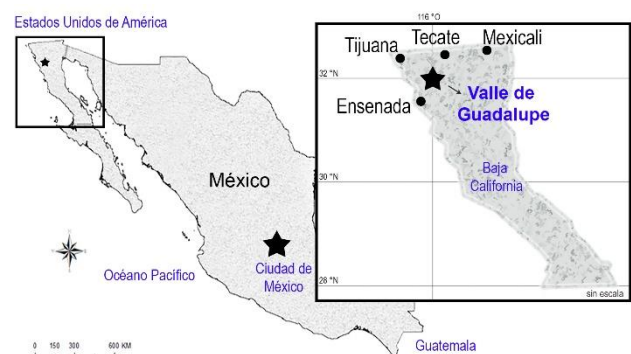 Estados Unidos de América
México
Océano Pacífico
Ciudad de
México
Guatemala
0 150 300 600 KM
116 °O
Tijuana
Tecate
Mexicali
32 °N
Valle de
Guadalupe
Ensenada
Baja
California
30 °N
28 °N
sin escala